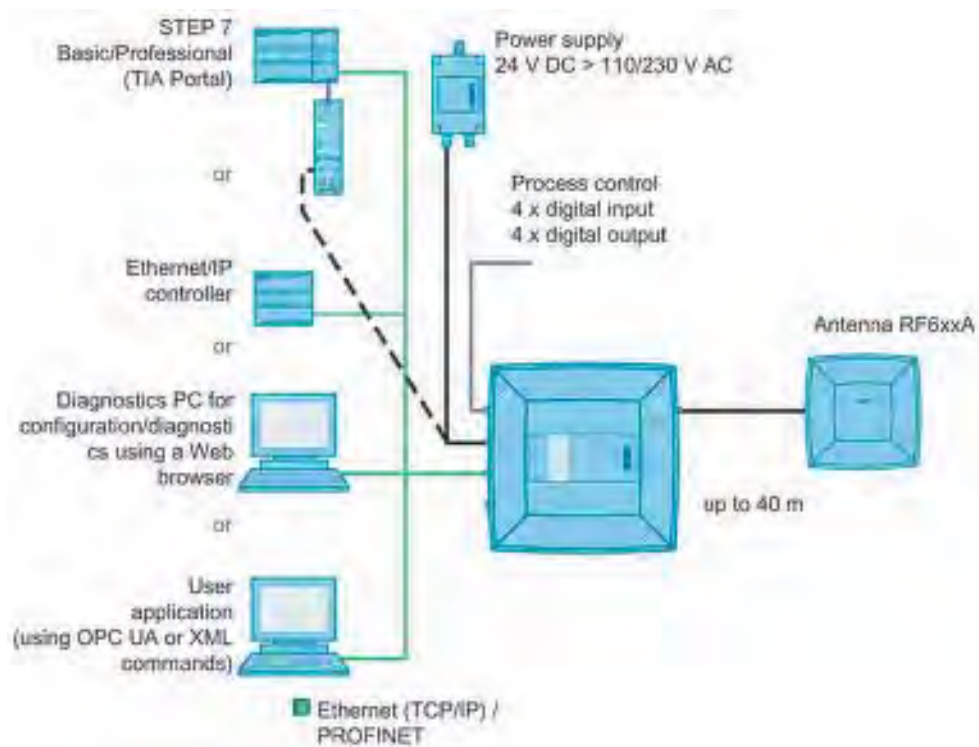 STEP 7
Basic/Professional
(TIA Portal)
Power supply
24 V DC > 110/230 V AC
or
Process control
4 x digital input
4 x digital output
Ethernet/IP
controller
or
Antenna RF6xxA
Diagnostics PC for
configuration/diagnosti
cs using a Web
browser
up to 40 m
or
User
application
(using OPC UA or XML
commands)
Ethernet (TCP/IP) /
PROFINET